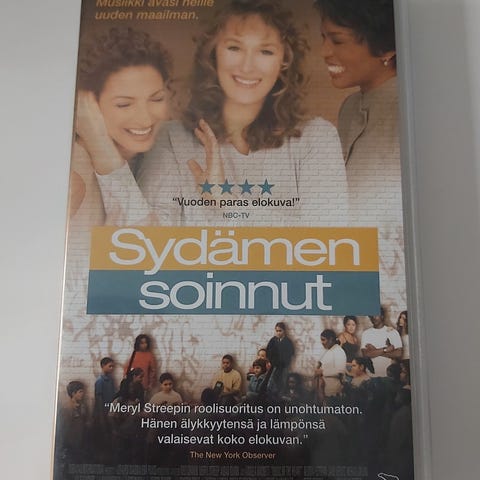 Musiikki avasi heille
uuden maailman.
"Vuoden paras elokuva!"
NBC-TV
Sydämen
soinnut
"Meryl Streepin roolisuoritus on unohtumaton.
Hänen älykkyytensä ja lämpönsä
valaisevat koko elokuvan."
The New York Observer